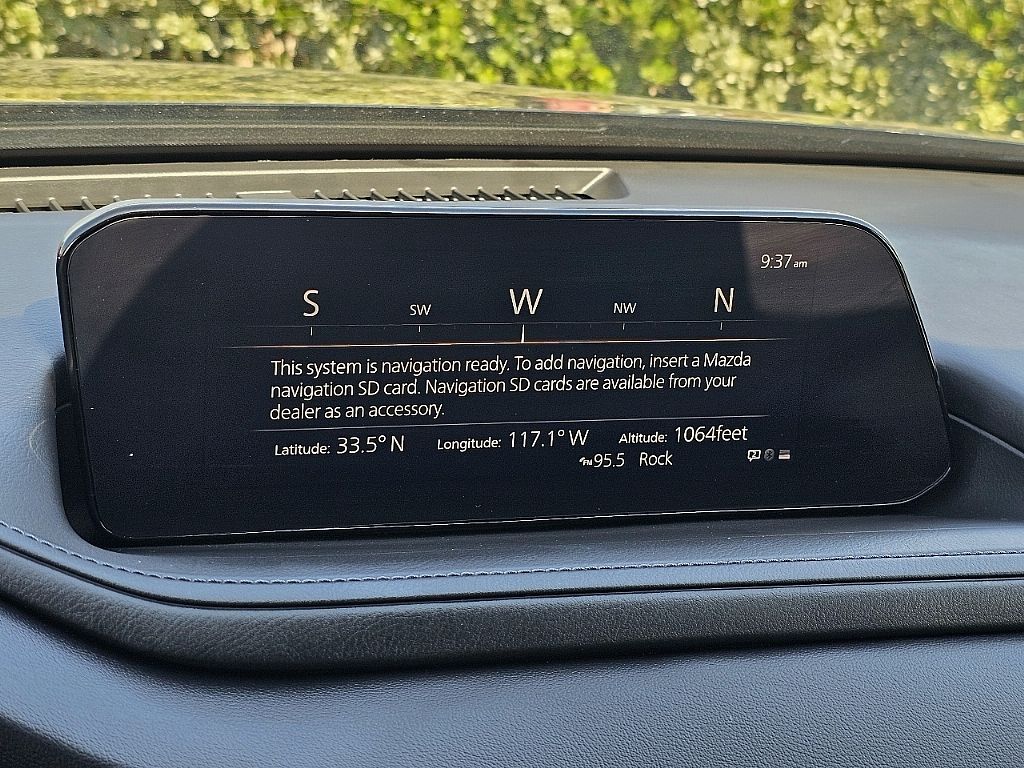 9:37am
S SW W NW N
This system is navigation ready. To add navigation, insert a Mazda
navigation SD card. Navigation SD cards are available from your
dealer as an accessory.
Latitude: 33.5° N Longitude: 117.1° W Altitude: 1064feet
FM 95.5 Rock